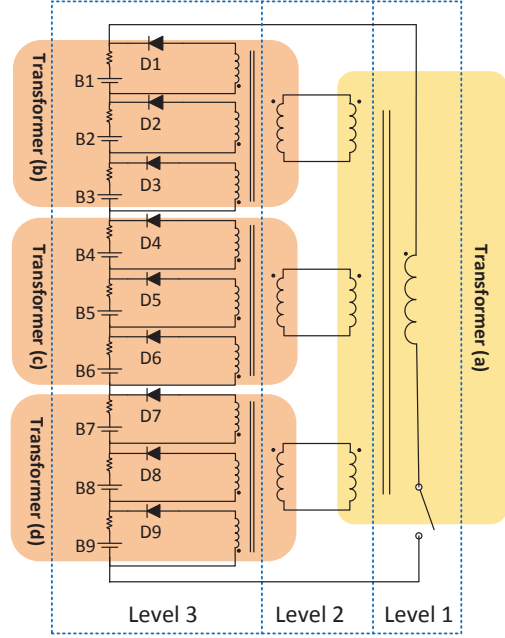 Transformer (b)
B1
D1
B2
D2
B3
D3
Transformer (c)
B4
D4
B5
D5
B6
D6
Transformer (d)
B7
D7
B8
D8
B9
D9
Transformer (a)
Level 3
Level 2
Level 1